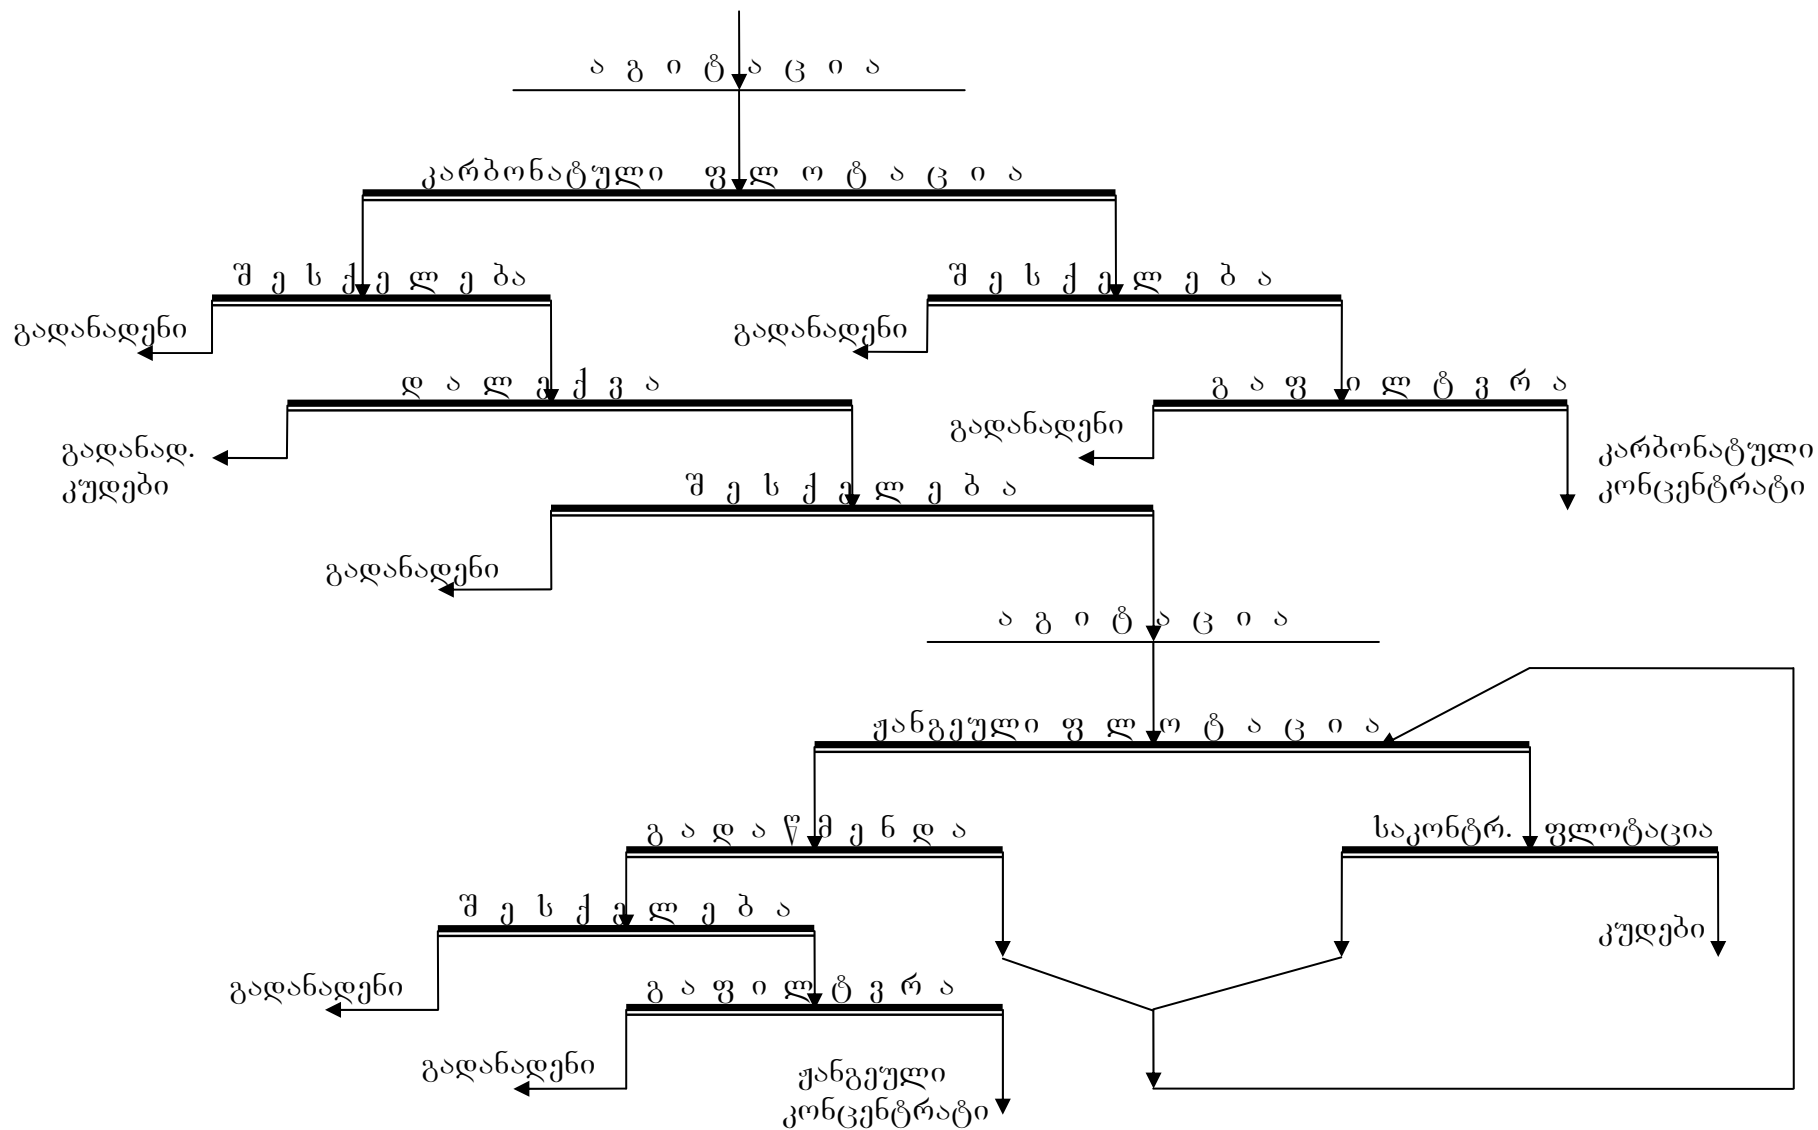 ა გ ი ტ ა ც ი ა
კარბონატული ფ ლ ო ტ ა ც ი ა
შ ე ს ქ ე ლ ე ბა
შ ე ს ქ ე ლ ე ბ ა
გადანადენი
გადანადენი
დ ა ლ ე ქ ვ ა
გ ა ფ ი ლ ტ ვ რ ა
გადანადენი
გადანად.
კუდები
კარბონატული
კონცენტრატი
შ ე ს ქ ე ლ ე ბ ა
გადანადენი
ა გ ი ტ ა ც ი ა
ჟანგეული ფ ლ ო ტ ა ც ი ა
გ ა დ ა წ მ ე ნ დ ა
საკონტრ. ფლოტაცია
შ ე ს ქ ე ლ ე ბ ა
კუდები
გადანადენი
გ ა ფ ი ლ ტ ვ რ ა
გადანადენი
ჟანგეული
კონცენტრატი